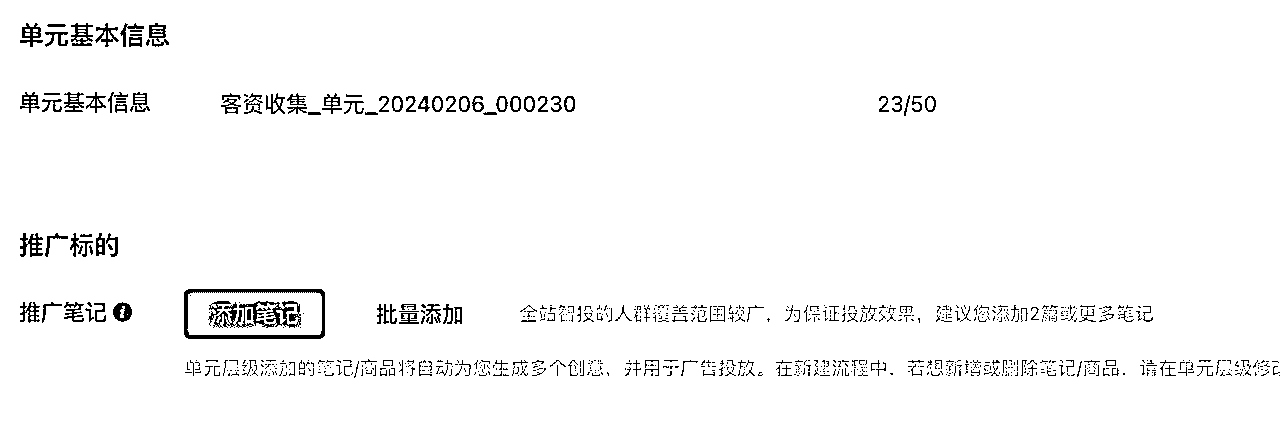 单元基本信息
单元基本信息 客资收集_单元_20240206_000230 23/50
推广标的
推广笔记 添加笔记 批量添加 全站智投的人群覆盖范围较广，为保证投放效果，建议您添加2篇或更多笔记
单元层级添加的笔记/商品将自动为您生成多个创意，并用于广告投放。在新建流程中，若想新增或删除笔记/商品，请在单元层级修改